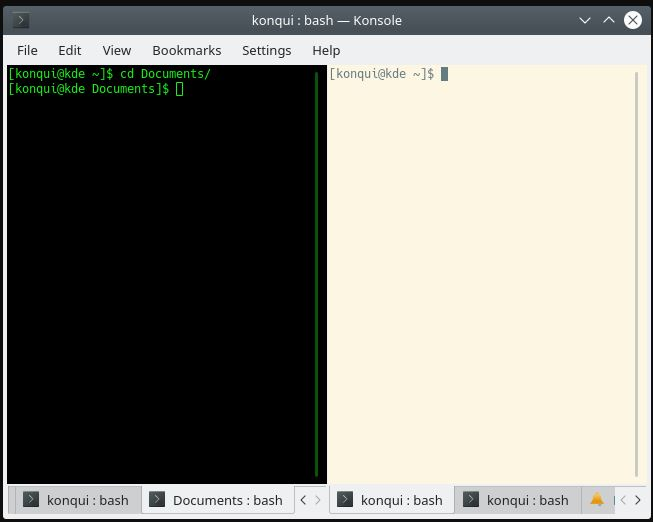 konqui : bash — Konsole
File Edit View Bookmarks Settings Help
[konqui@kde ~]$ cd Documents/
[konqui@kde Documents]$
[konqui@kde ~]$
konqui : bash
Documents : bash
konqui : bash
konqui : bash